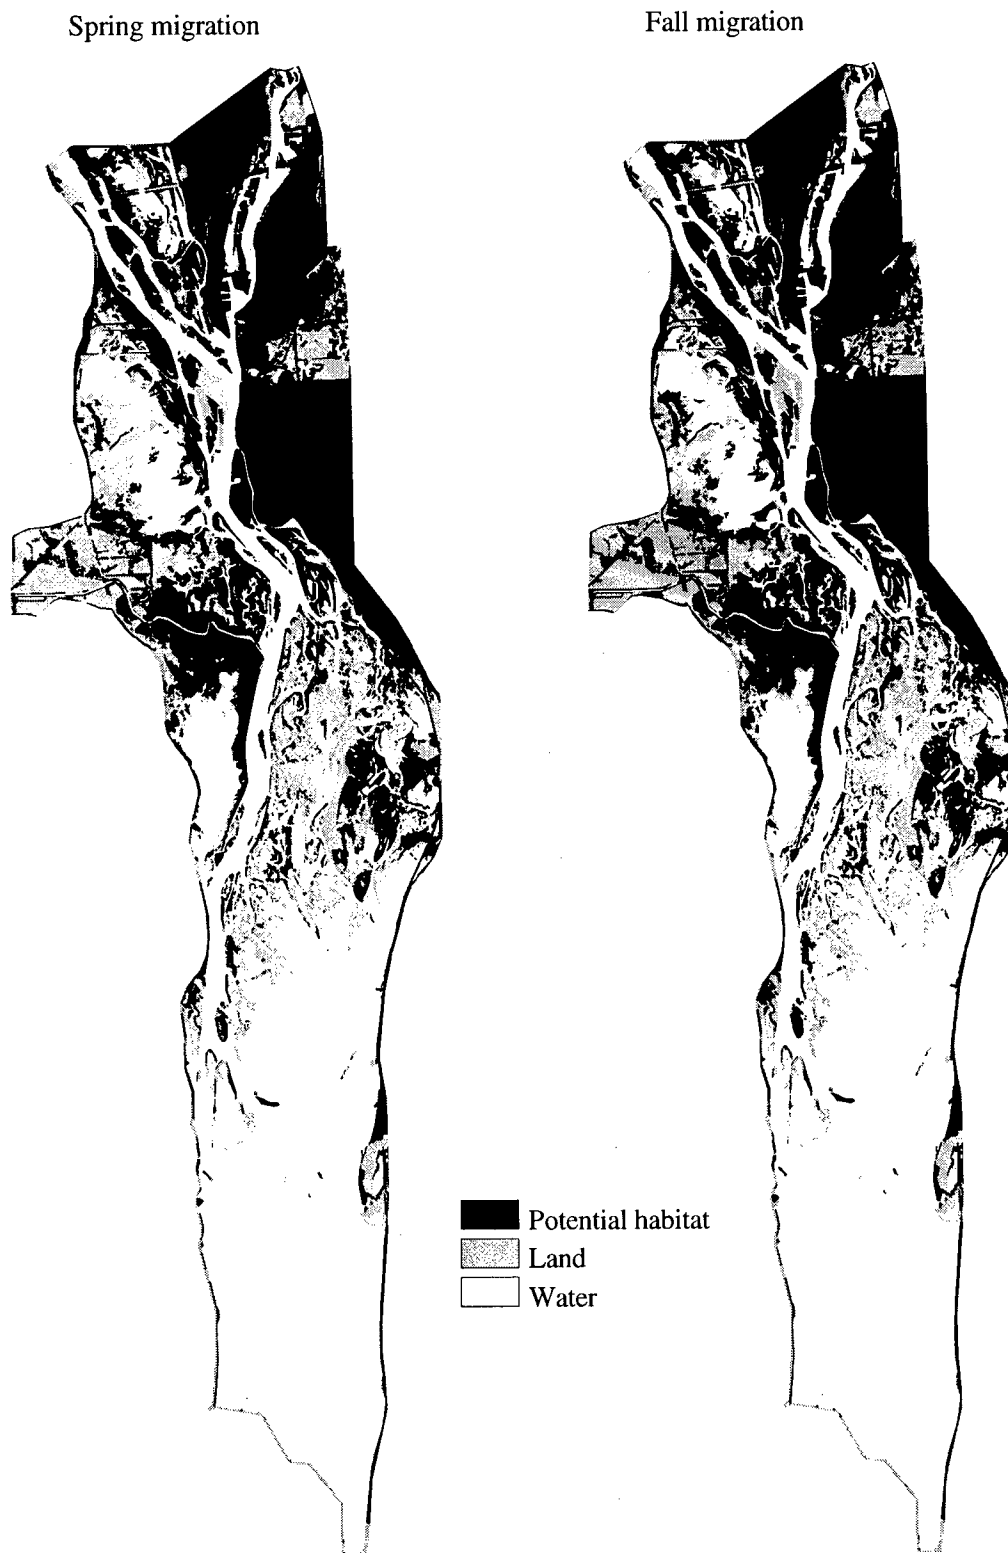 Spring migration
Fall migration
Potential habitat
Land
Water